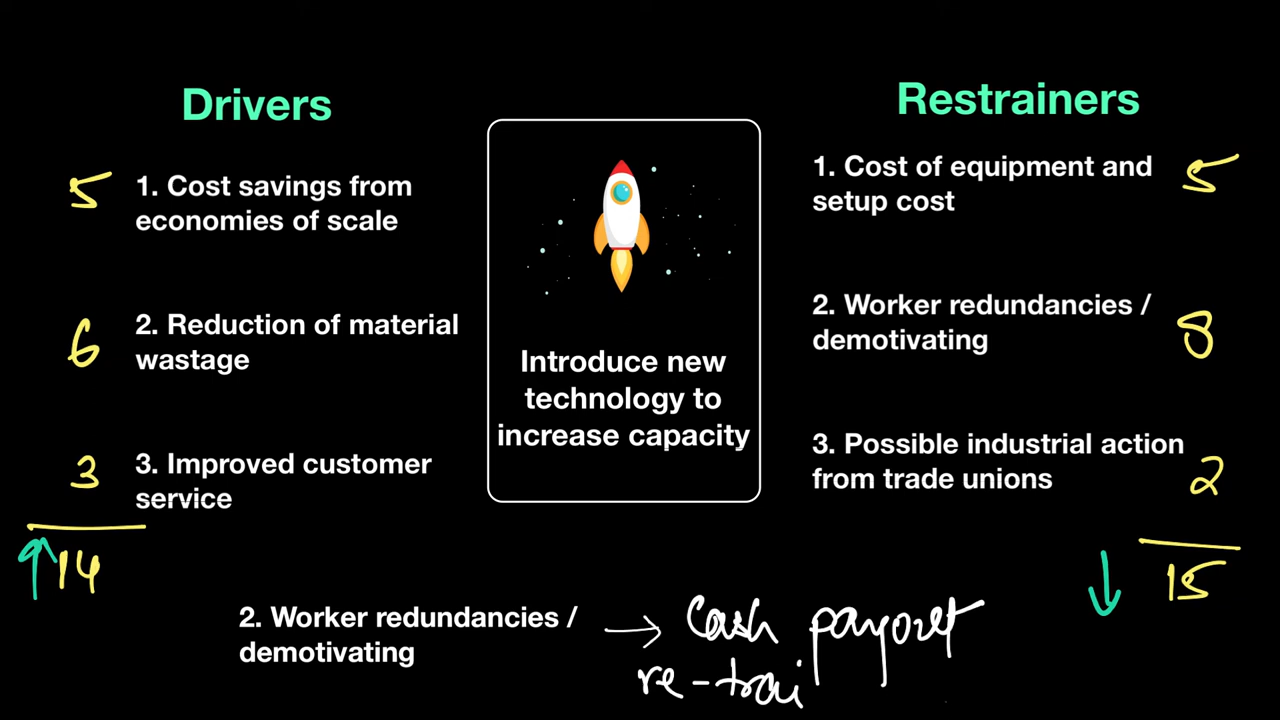 Drivers
5
1. Cost savings from
economies of scale
6
2. Reduction of material
wastage
3
3. Improved customer
service
14
Introduce new
technology to
increase capacity
Restrainers
1. Cost of equipment and
setup cost
5
2. Worker redundancies /
demotivating
8
3. Possible industrial action
from trade unions
2
15
2. Worker redundancies /
demotivating
→ Cash payout
re-trai